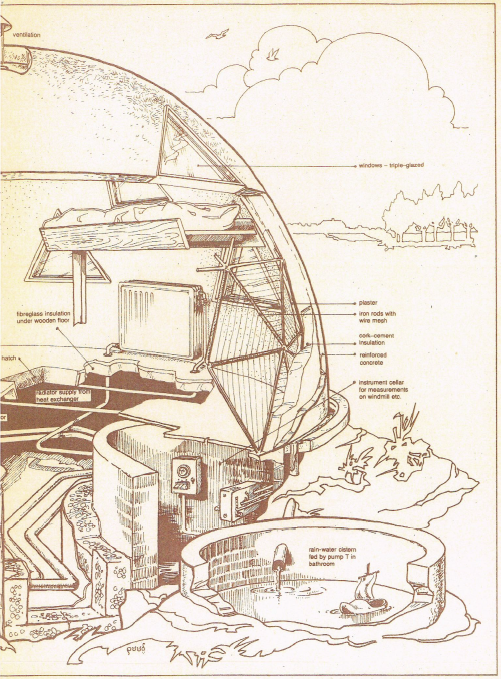 ventilation
windows – triple-glazed
plaster
iron rods with
wire mesh
cork-cement
insulation
reinforced
concrete
instrument cellar
for measurements
on windmill etc.
fibreglass insulation
under wooden floor
hatch
radiator supply from
heat exchanger
or
rain-water cistern
fed by pump T in
bathroom